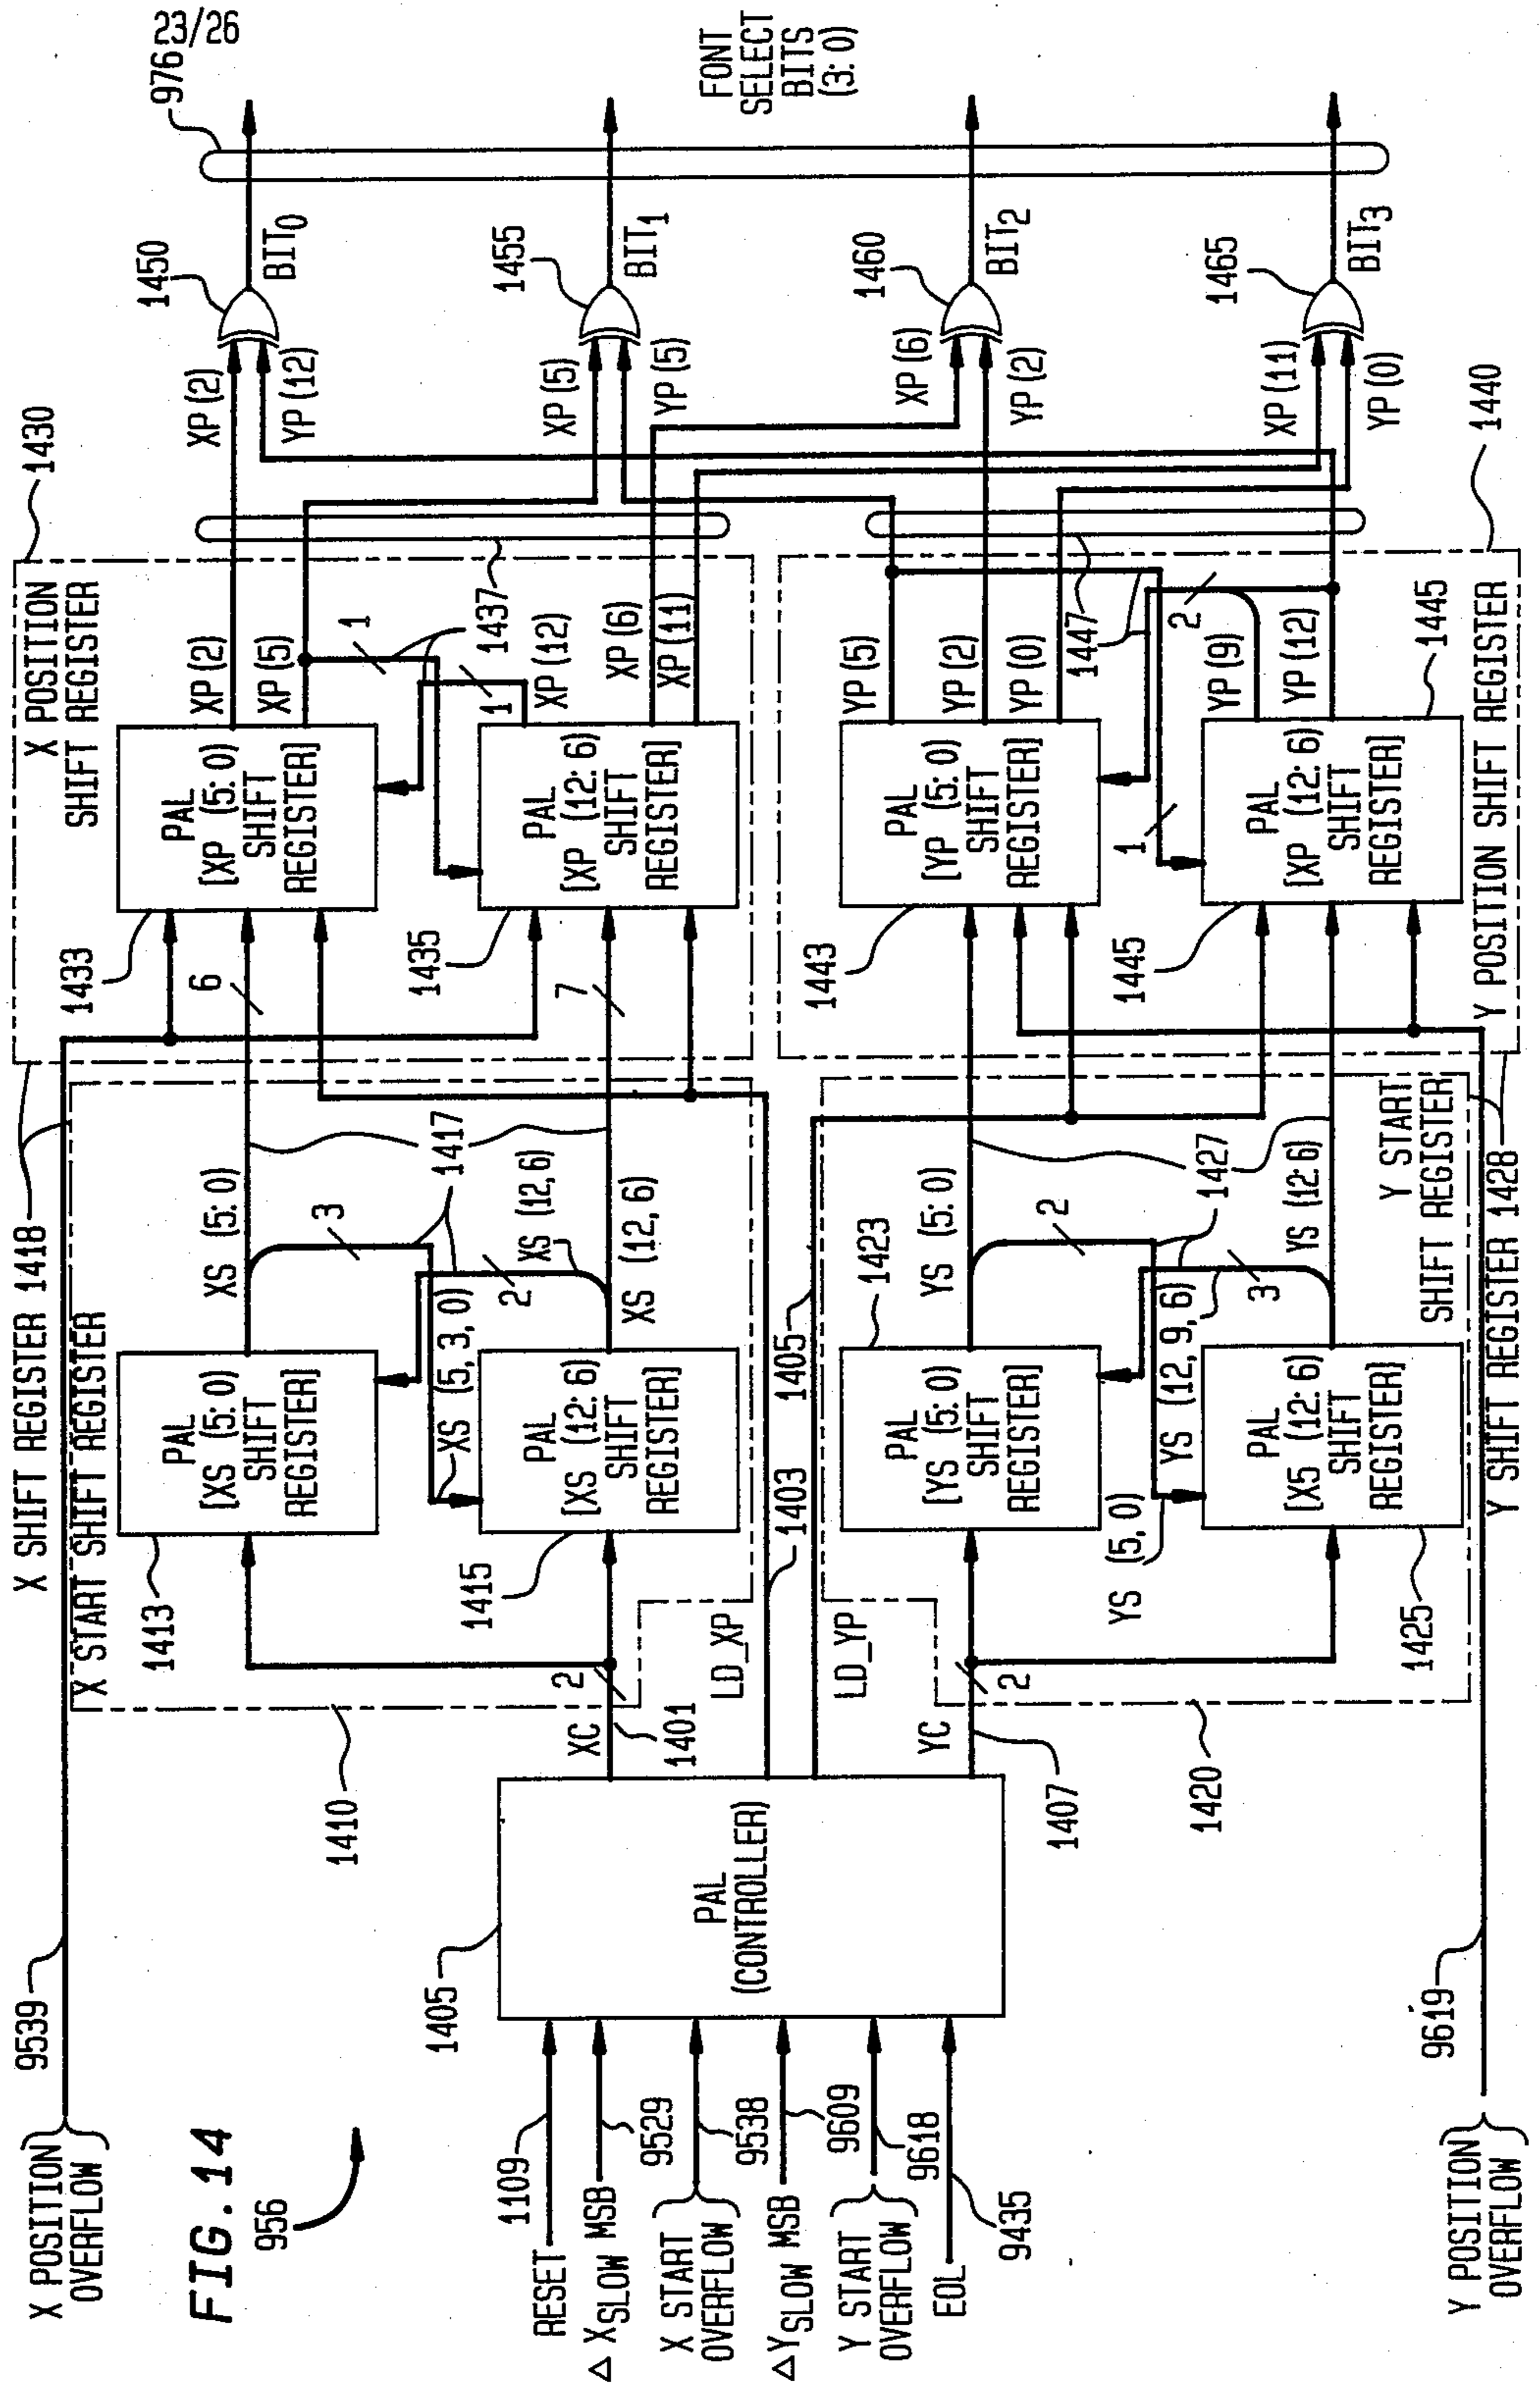 23/26
FIG. 14
956
X POSITION
OVERFLOW
9539
RESET
1109
Δ X SLOW MSB
9529
X START
OVERFLOW
9538
Δ Y SLOW MSB
9609
Y START
OVERFLOW
9618
EOL
9435
Y POSITION
OVERFLOW
9619
1405
PAL
(CONTROLLER)
XC
1401
2
LD_XP
1403
LD_YP
1405
YC
1407
2
1410
1420
X SHIFT REGISTER 1418
X START SHIFT REGISTER
1413
PAL
[XS (5:0)
SHIFT
REGISTER]
XS (5:0)
3
1417
XS (5, 3, 0)
2
XS (12, 6)
1415
PAL
[XS (12:6)
SHIFT
REGISTER]
XS (12, 6)
1423
PAL
[YS (5:0)
SHIFT
REGISTER]
YS (5:0)
2
1427
YS (12, 9, 6)
3
YS (5, 0)
1425
PAL
[X5 (12:6)
SHIFT
REGISTER]
YS (12:6)
Y START
SHIFT REGISTER
Y SHIFT REGISTER 1428
1430
X POSITION
SHIFT REGISTER
1433
6
PAL
[XP (5:0)
SHIFT
REGISTER]
XP (2)
XP (5)
1
1437
1
XP (12)
XP (6)
XP (11)
1435
7
PAL
[XP (12:6)
SHIFT
REGISTER]
1443
PAL
[YP (5:0)
SHIFT
REGISTER]
YP (5)
YP (2)
YP (0)
1447
2
1
YP (9)
YP (12)
1445
PAL
[XP (12:6)
SHIFT
REGISTER]
1445
Y POSITION SHIFT REGISTER
1440
XP (2)
YP (12)
1450
BIT0
XP (5)
YP (5)
1455
BIT1
XP (6)
YP (2)
1460
BIT2
XP (11)
YP (0)
1465
BIT3
976
FONT
SELECT
BITS
(3:0)